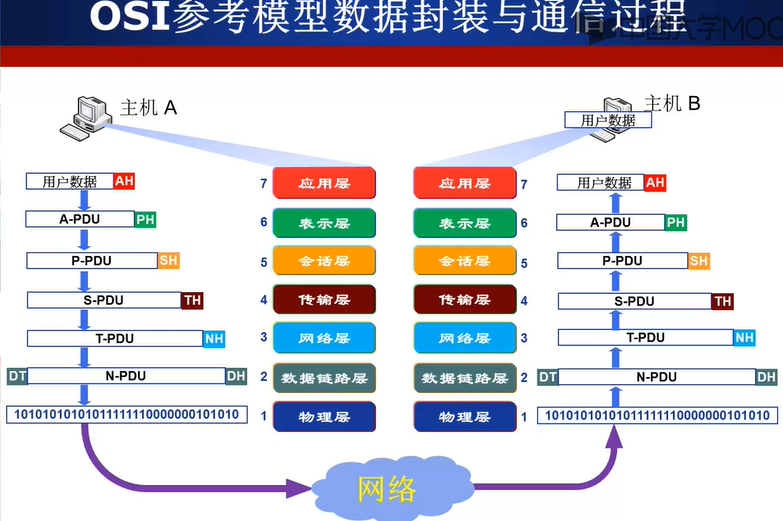 OSI参考模型数据封装与通信过程
中国大学MOOC
主机 A
主机 B
用户数据
用户数据 AH
7 应用层
应用层 7
用户数据 AH
A-PDU PH
6 表示层
表示层 6
A-PDU PH
P-PDU SH
5 会话层
会话层 5
P-PDU SH
S-PDU TH
4 传输层
传输层 4
S-PDU TH
T-PDU NH
3 网络层
网络层 3
T-PDU NH
DT N-PDU DH
2 数据链路层
数据链路层 2
DT N-PDU DH
10101010101011111110000000101010
1 物理层
物理层 1
10101010101011111110000000101010
网络